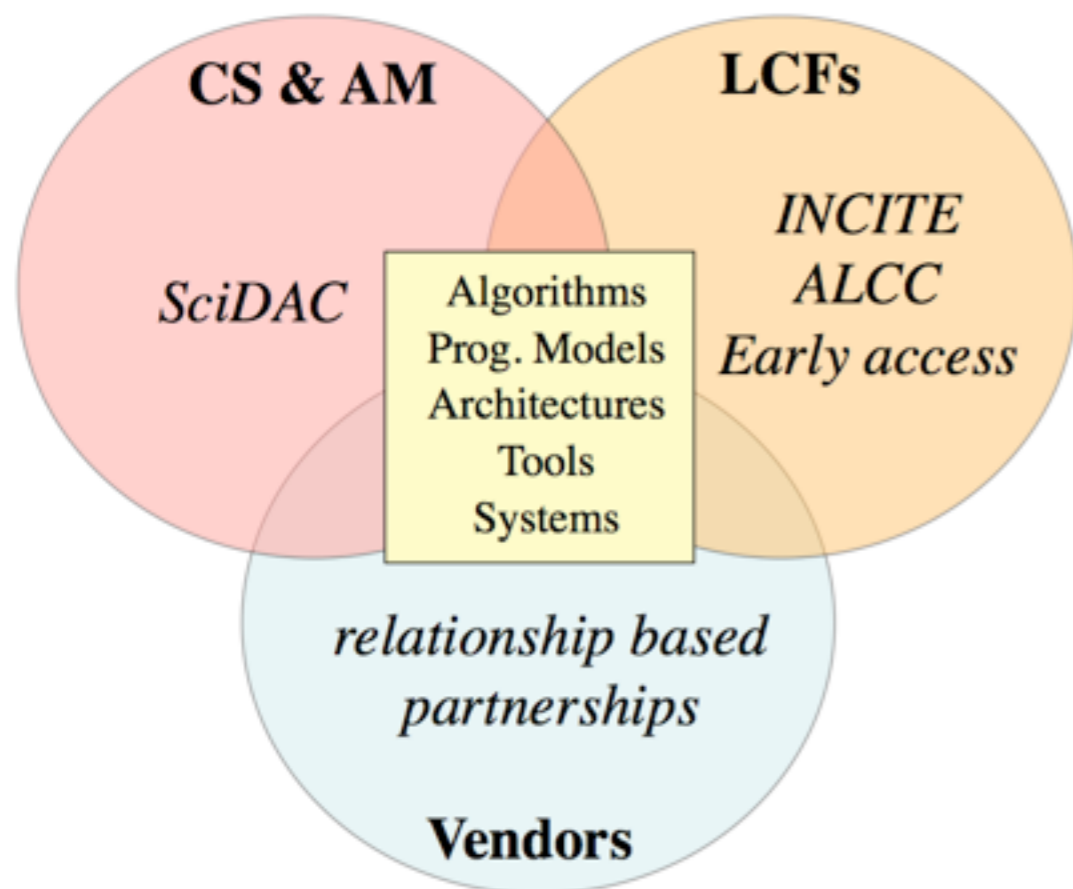 CS & AM
SciDAC
LCFs
INCITE
ALCC
Early access
Algorithms
Prog. Models
Architectures
Tools
Systems
relationship based
partnerships
Vendors